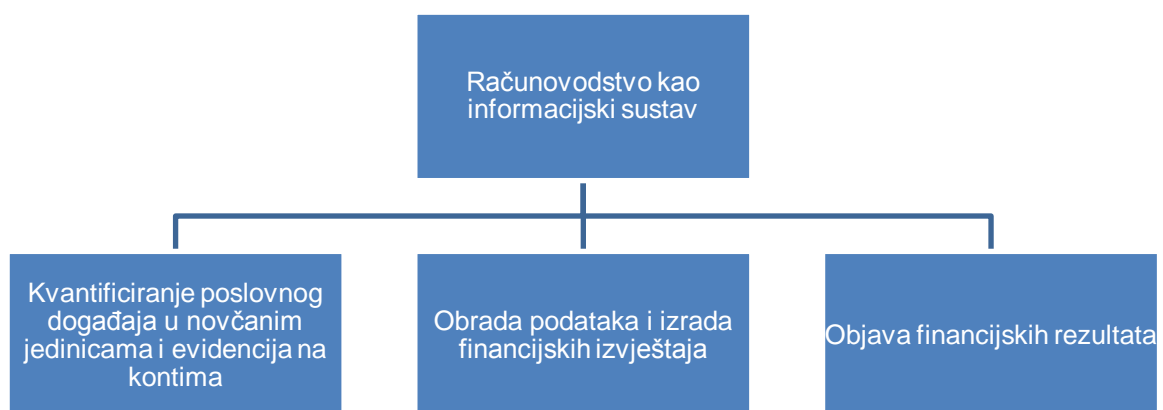 Računovodstvo kao
informacijski sustav
Kvantificiranje poslovnog
događaja u novčanim
jedinicama i evidencija na
kontima
Obrada podataka i izrada
financijskih izvještaja
Objava financijskih rezultata